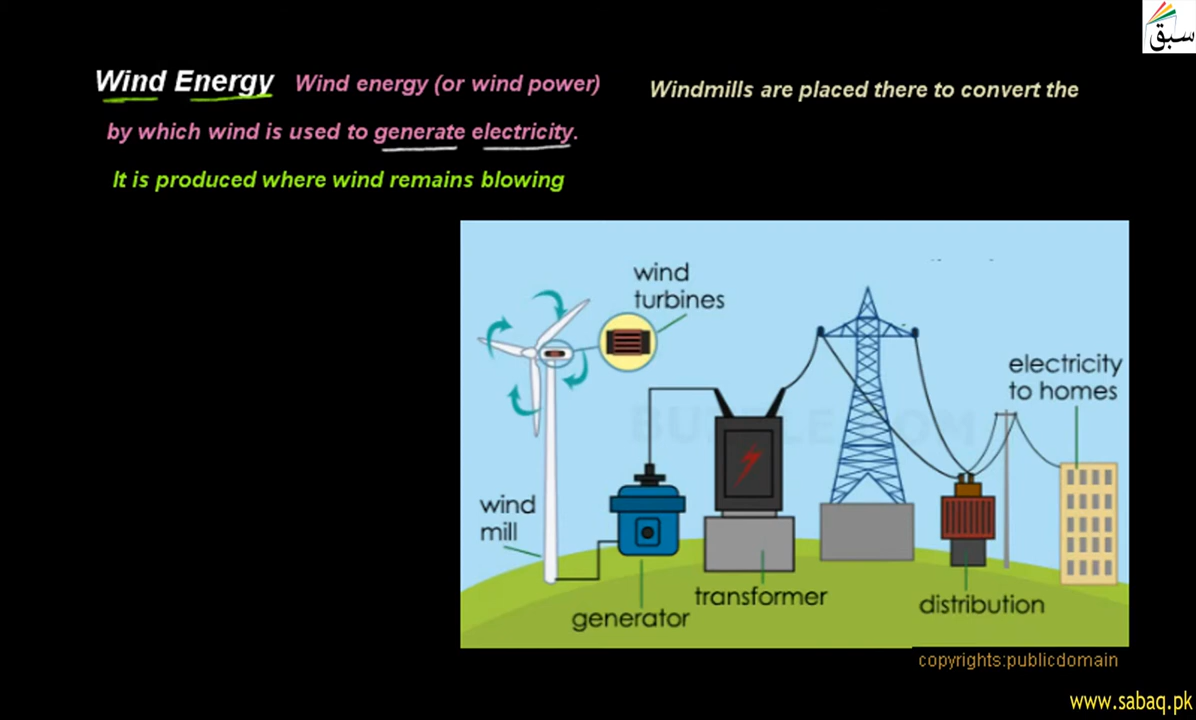 سبق
Wind Energy Wind energy (or wind power)
by which wind is used to generate electricity.
It is produced where wind remains blowing
Windmills are placed there to convert the
wind
turbines
electricity
to homes
wind
mill
generator
transformer
distribution
copyrights:publicdomain
www.sabaq.pk